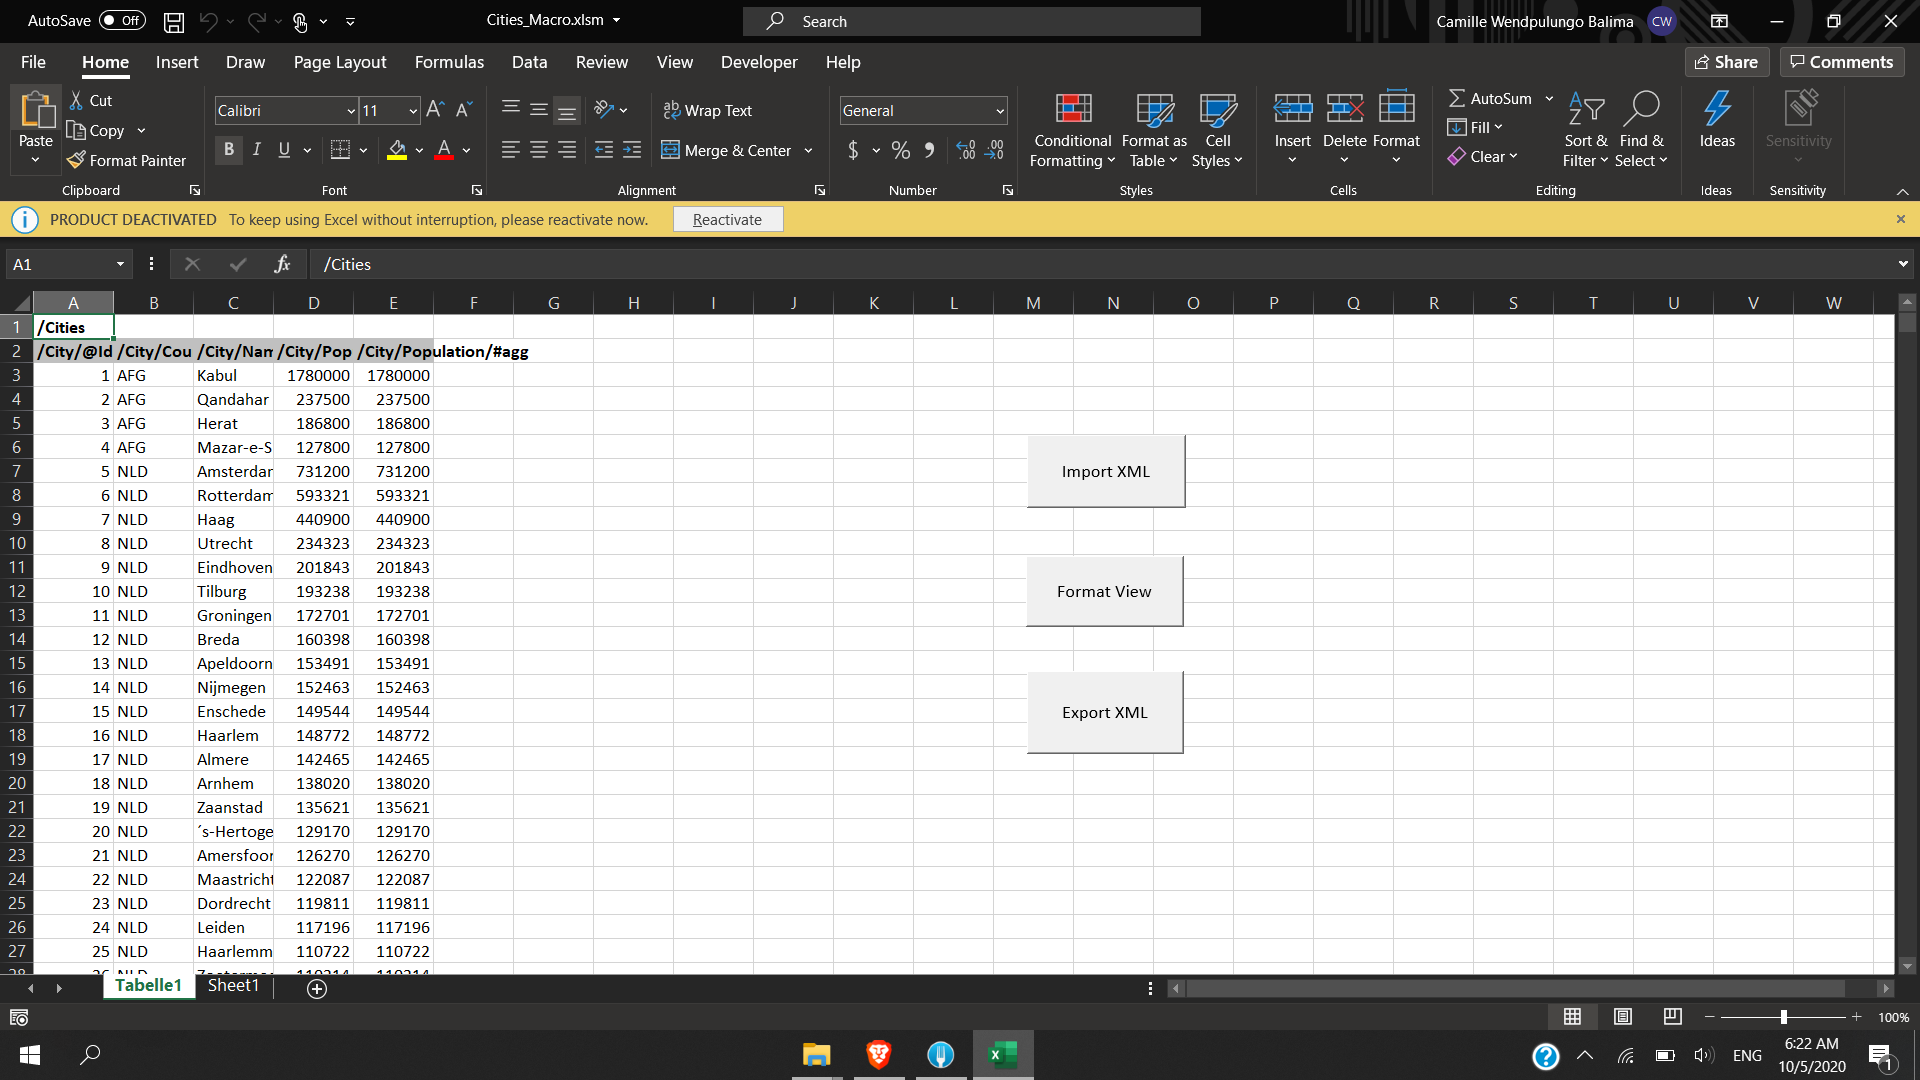 AutoSave Off Cities_Macro.xlsm Search Camille Wendpulungo Balima CW
File Home Insert Draw Page Layout Formulas Data Review View Developer Help Share Comments
Paste Cut Copy Format Painter Clipboard
Calibri 11 B I U A Font
Wrap Text Merge & Center Alignment
General $ % Number
Conditional Formatting Format as Table Cell Styles Styles
Insert Delete Format Cells
AutoSum Fill Clear Sort & Filter Find & Select Editing
Ideas Ideas
Sensitivity Sensitivity
PRODUCT DEACTIVATED To keep using Excel without interruption, please reactivate now. Reactivate
A1 fx /Cities
A B C D E F G H I J K L M N O P Q R S T U V W
1 /Cities
2 /City/@Id /City/Cou /City/Nam /City/Pop /City/Population/#agg
3 1 AFG Kabul 1780000 1780000
4 2 AFG Qandahar 237500 237500
5 3 AFG Herat 186800 186800
6 4 AFG Mazar-e-S 127800 127800
7 5 NLD Amsterdam 731200 731200
8 6 NLD Rotterdam 593321 593321
9 7 NLD Haag 440900 440900
10 8 NLD Utrecht 234323 234323
11 9 NLD Eindhoven 201843 201843
12 10 NLD Tilburg 193238 193238
13 11 NLD Groningen 172701 172701
14 12 NLD Breda 160398 160398
15 13 NLD Apeldoorn 153491 153491
16 14 NLD Nijmegen 152463 152463
17 15 NLD Enschede 149544 149544
18 16 NLD Haarlem 148772 148772
19 17 NLD Almere 142465 142465
20 18 NLD Arnhem 138020 138020
21 19 NLD Zaanstad 135621 135621
22 20 NLD ´s-Hertoge 129170 129170
23 21 NLD Amersfoor 126270 126270
24 22 NLD Maastricht 122087 122087
25 23 NLD Dordrecht 119811 119811
26 24 NLD Leiden 117196 117196
27 25 NLD Haarlemm 110722 110722
Import XML
Format View
Export XML
Tabelle1 Sheet1
100%
ENG 6:22 AM
10/5/2020 1